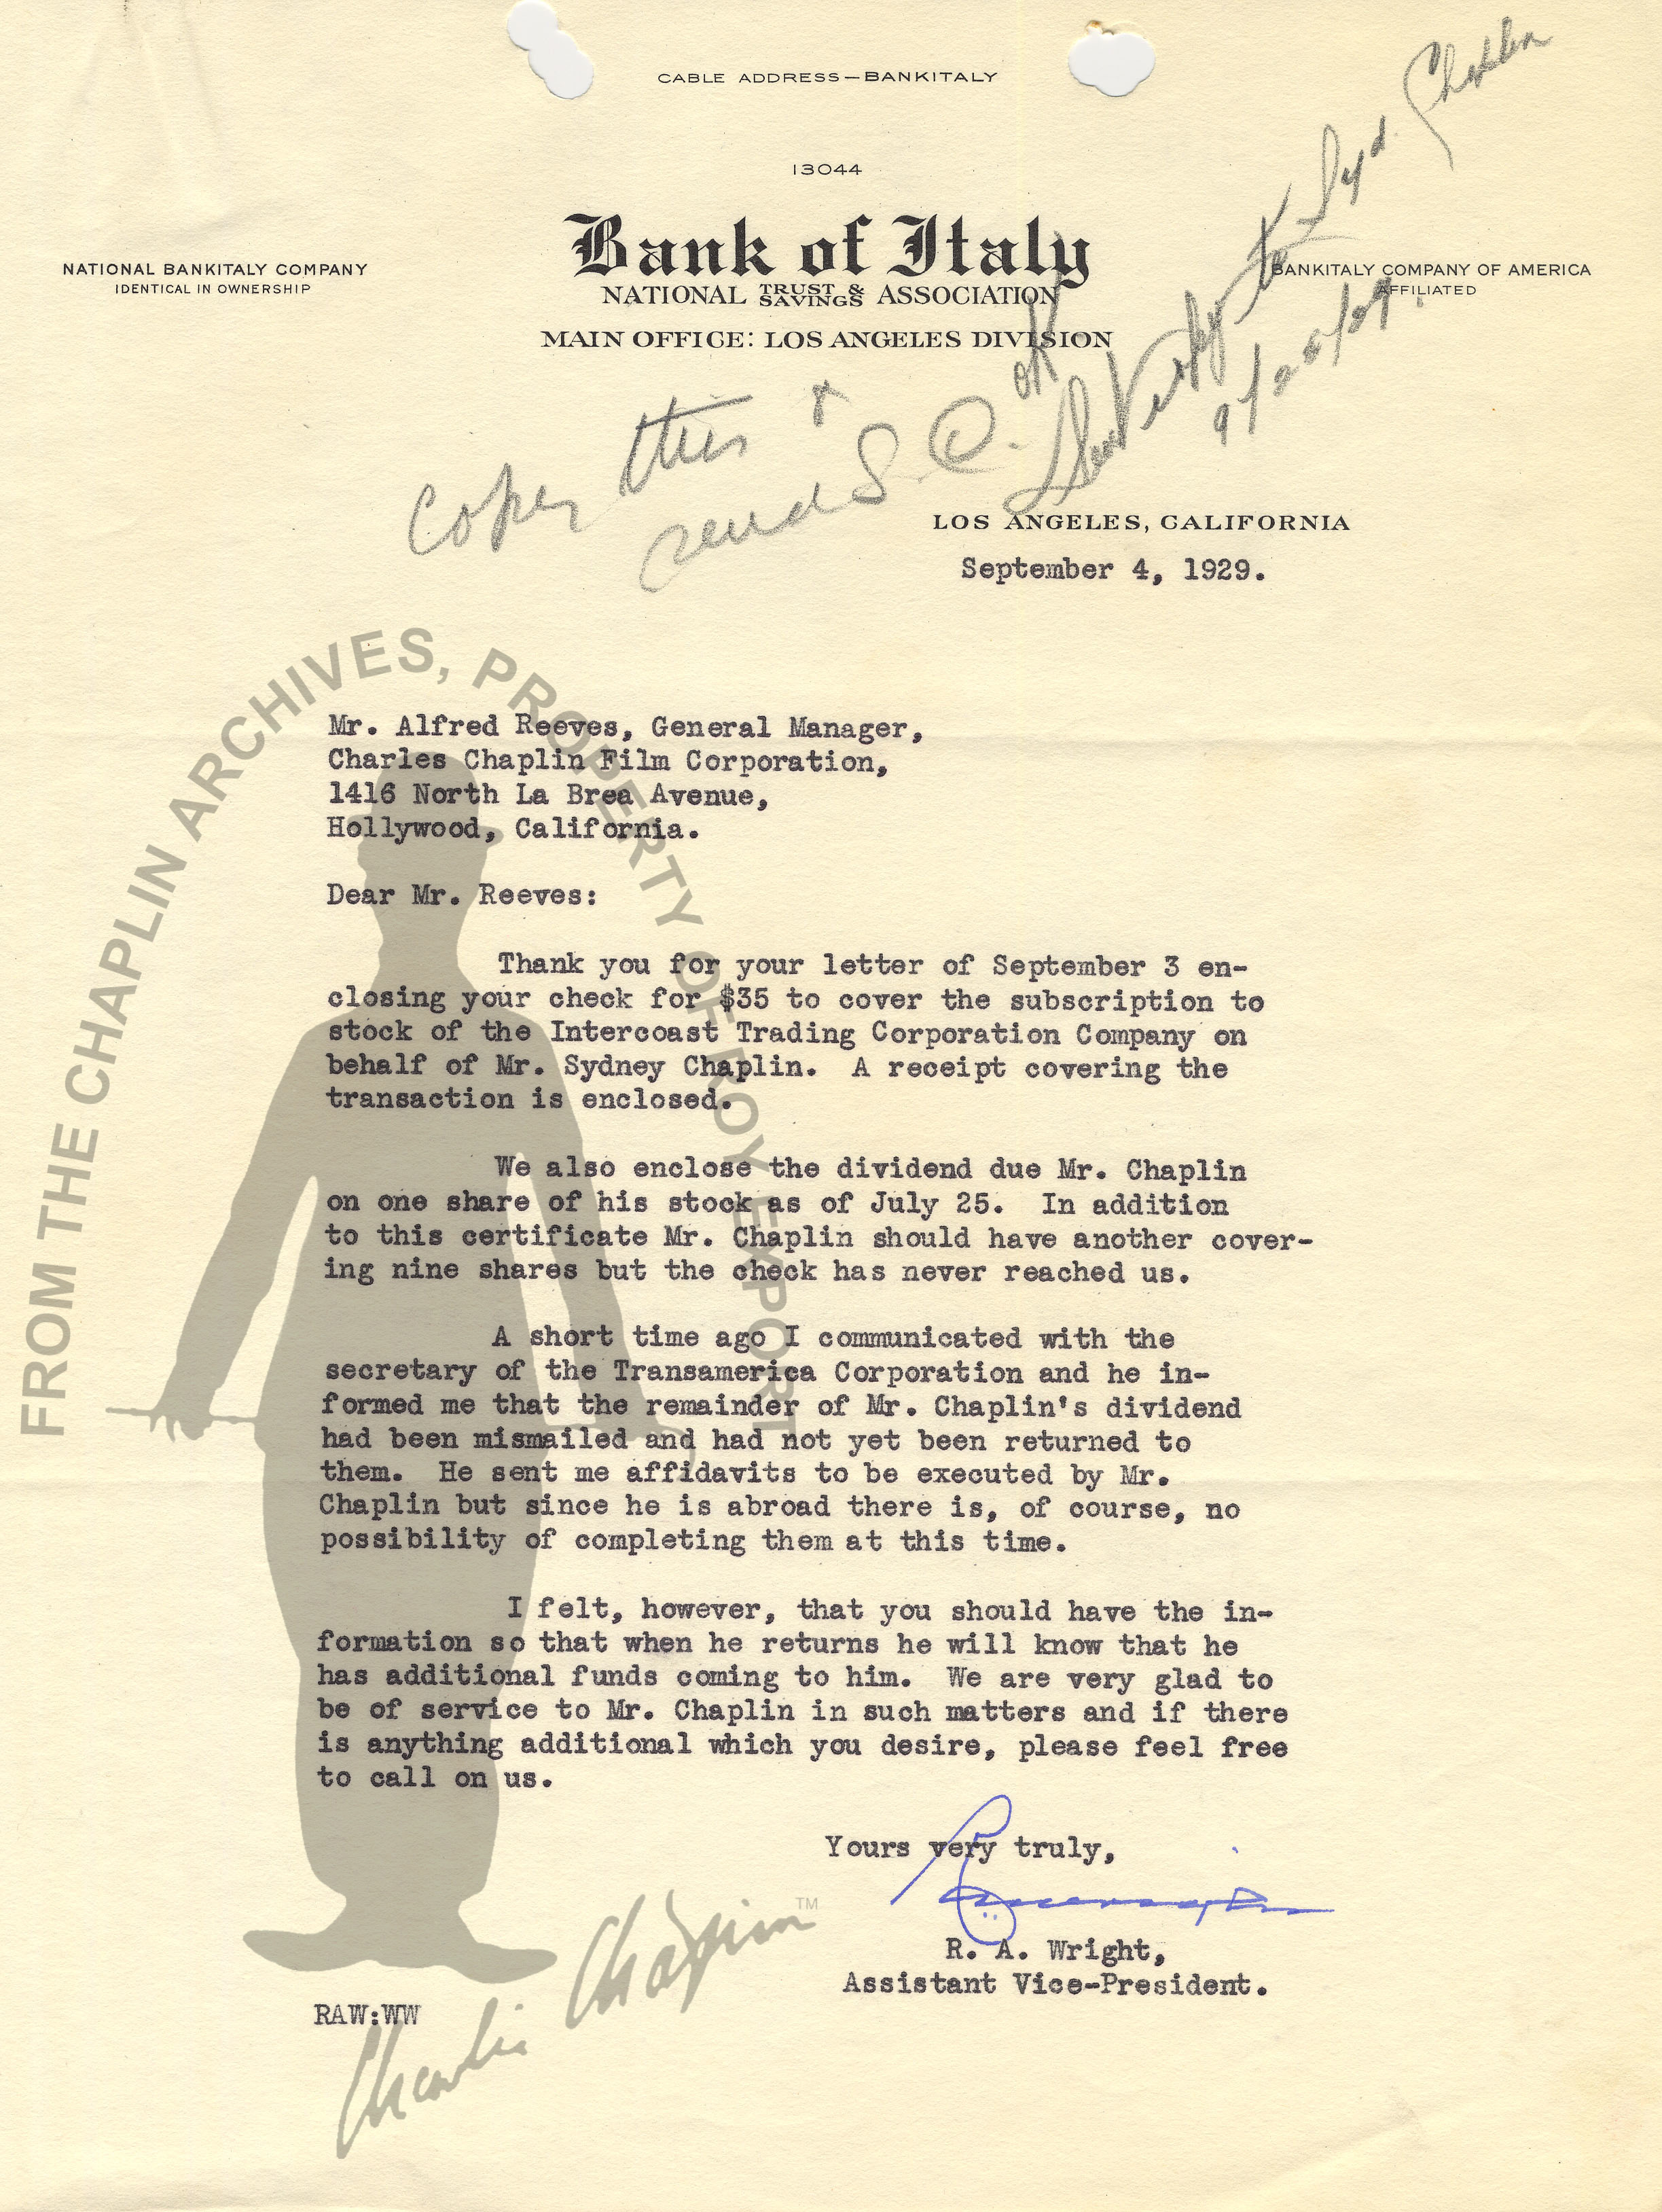 CABLE ADDRESS—BANKITALY
13044
Bank of Italy
NATIONAL TRUST & SAVINGS ASSOCIATION
MAIN OFFICE: LOS ANGELES DIVISION
NATIONAL BANKITALY COMPANY
IDENTICAL IN OWNERSHIP
BANKITALY COMPANY OF AMERICA
AFFILIATED
copy this &
send S.C.
OK
to Syd. Chaplin
LOS ANGELES, CALIFORNIA
September 4, 1929.
Mr. Alfred Reeves, General Manager,
Charles Chaplin Film Corporation,
1416 North La Brea Avenue,
Hollywood, California.
Dear Mr. Reeves:
Thank you for your letter of September 3 en-
closing your check for $35 to cover the subscription to
stock of the Intercoast Trading Corporation Company on
behalf of Mr. Sydney Chaplin. A receipt covering the
transaction is enclosed.
We also enclose the dividend due Mr. Chaplin
on one share of his stock as of July 25. In addition
to this certificate Mr. Chaplin should have another cover-
ing nine shares but the check has never reached us.
A short time ago I communicated with the
secretary of the Transamerica Corporation and he in-
formed me that the remainder of Mr. Chaplin's dividend
had been mismailed and had not yet been returned to
them. He sent me affidavits to be executed by Mr.
Chaplin but since he is abroad there is, of course, no
possibility of completing them at this time.
I felt, however, that you should have the in-
formation so that when he returns he will know that he
has additional funds coming to him. We are very glad to
be of service to Mr. Chaplin in such matters and if there
is anything additional which you desire, please feel free
to call on us.
Yours very truly,
R. A. Wright,
Assistant Vice-President.
RAW:WW
FROM THE CHAPLIN ARCHIVES, PROPERTY OF ROY EXPORT
Charlie Chaplin™